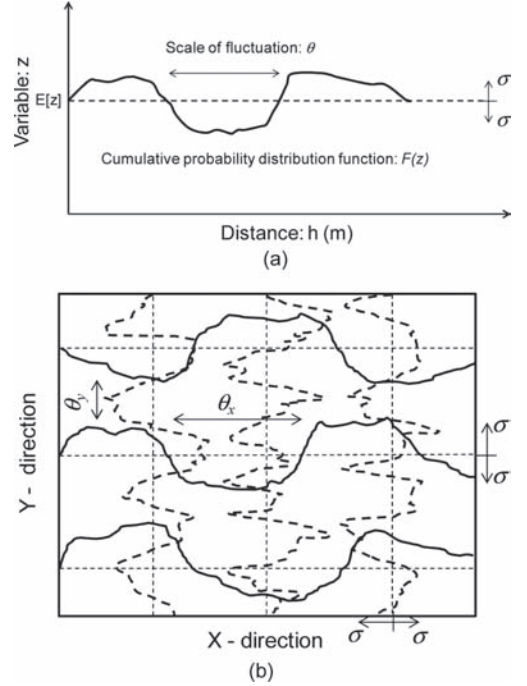 Variable: z
E[z]
Scale of fluctuation: θ
σ
σ
Cumulative probability distribution function: F(z)
Distance: h (m)
(a)
Y - direction
θy
θx
σ
σ
σ σ
X - direction
(b)